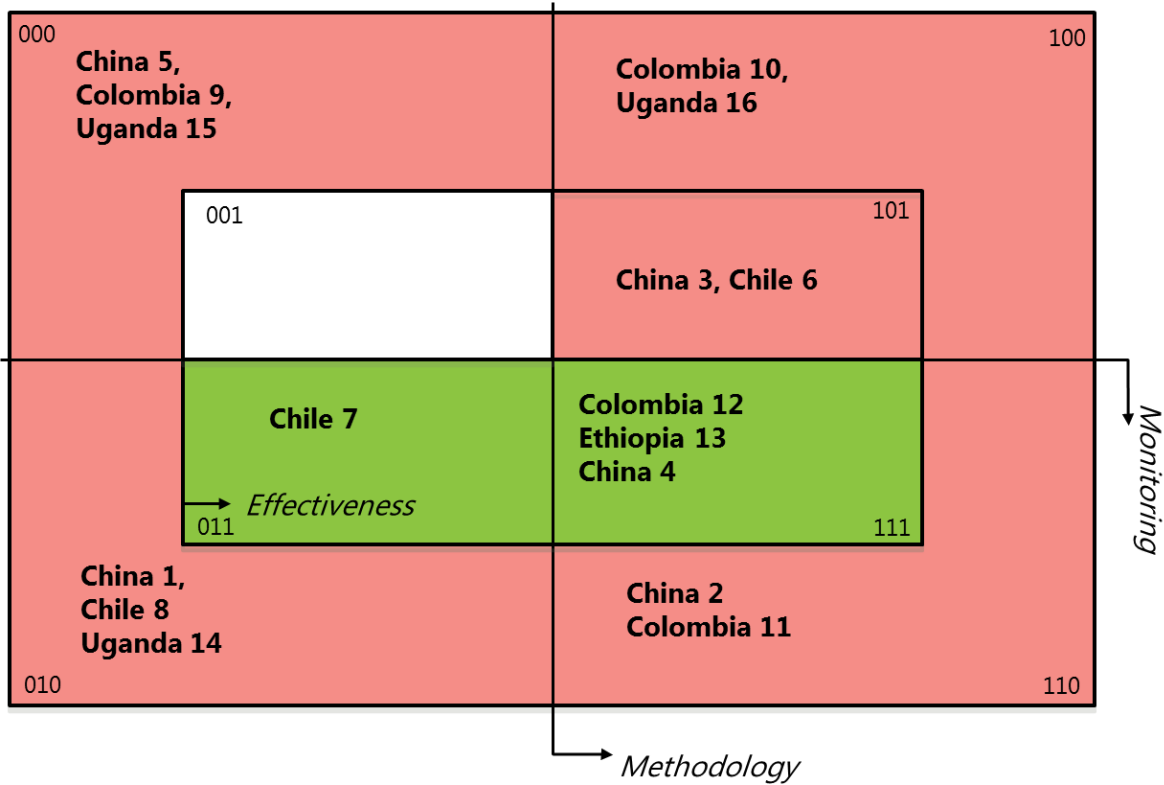 000
100
China 5,
Colombia 9,
Uganda 15
Colombia 10,
Uganda 16
001
101
China 3, Chile 6
Chile 7
Colombia 12
Ethiopia 13
China 4
Effectiveness
011
111
Monitoring
China 1,
Chile 8
Uganda 14
China 2
Colombia 11
010
110
Methodology